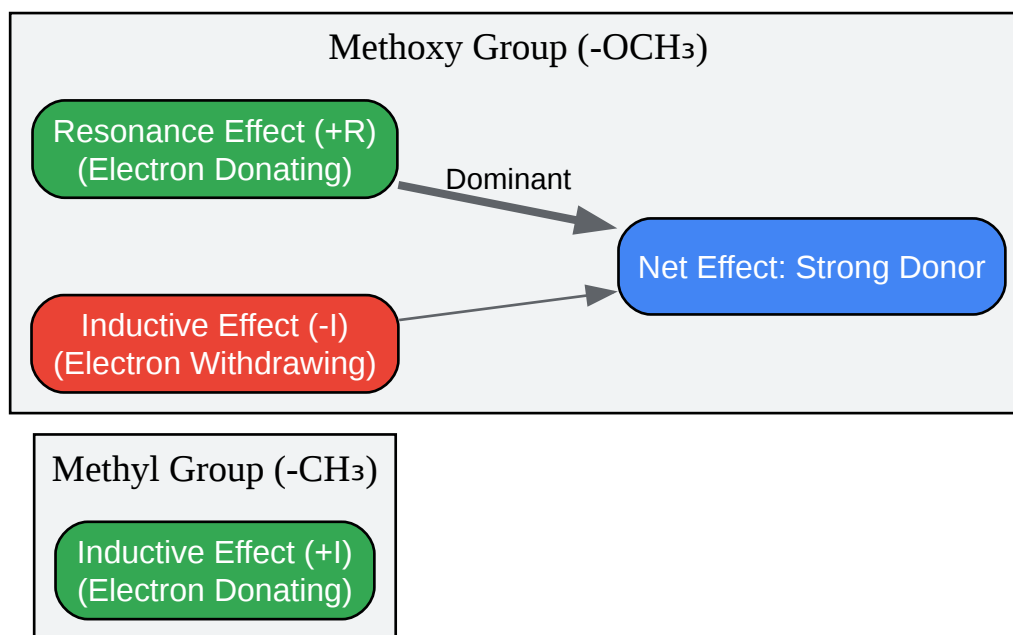 Methoxy Group (-OCH₃)
Resonance Effect (+R)
(Electron Donating)
Dominant
Net Effect: Strong Donor
Inductive Effect (-I)
(Electron Withdrawing)
Methyl Group (-CH₃)
Inductive Effect (+I)
(Electron Donating)